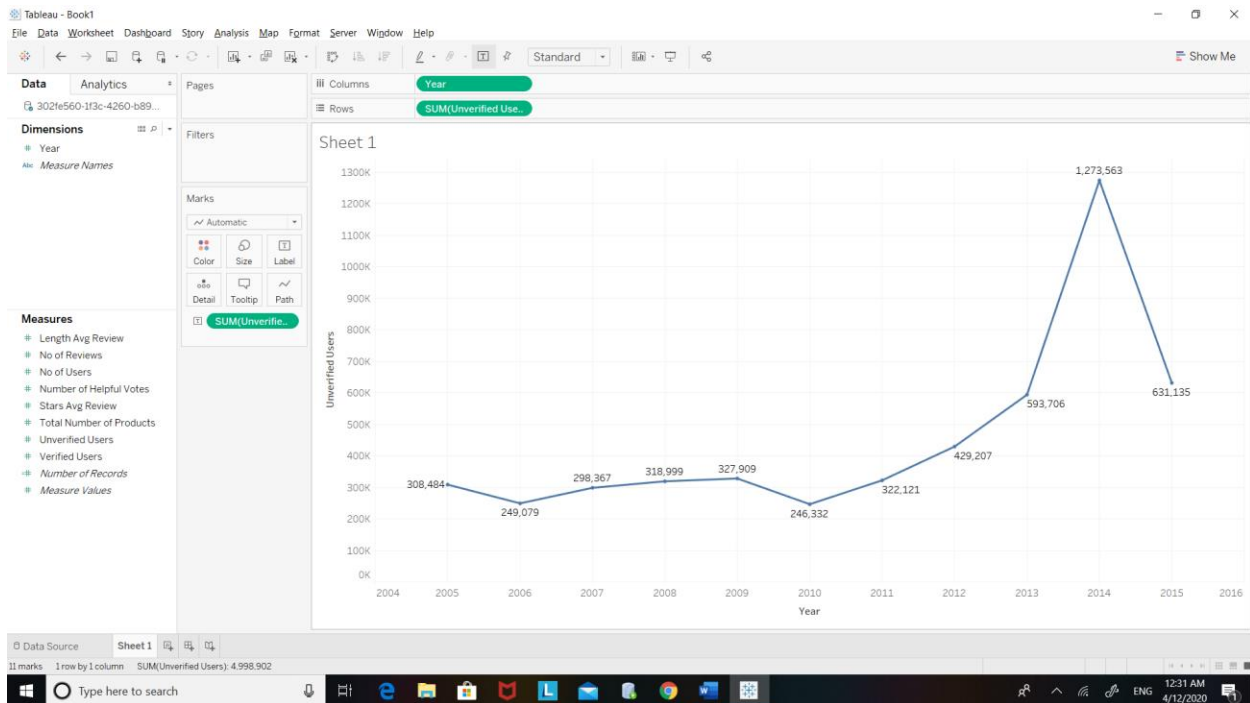 Tableau - Book1
File Data Worksheet Dashboard Story Analysis Map Format Server Window Help
Standard
Show Me
Data Analytics
302fe560-1f3c-4260-b89...
Dimensions
# Year
Abc Measure Names
Measures
# Length Avg Review
# No of Reviews
# No of Users
# Number of Helpful Votes
# Stars Avg Review
# Total Number of Products
# Unverified Users
# Verified Users
=# Number of Records
# Measure Values
Pages
Filters
Marks
Automatic
Color Size Label
Detail Tooltip Path
SUM(Unverifie..
Columns Year
Rows SUM(Unverified Use..
Sheet 1
Unverified Users
1300K
1200K
1100K
1000K
900K
800K
700K
600K
500K
400K
300K
200K
100K
0K
308,484
249,079
298,367
318,999
327,909
246,332
322,121
429,207
593,706
1,273,563
631,135
2004 2005 2006 2007 2008 2009 2010 2011 2012 2013 2014 2015 2016
Year
Data Source Sheet 1
11 marks 1 row by 1 column SUM(Unverified Users): 4,998,902
Type here to search
ENG
12:31 AM
4/12/2020